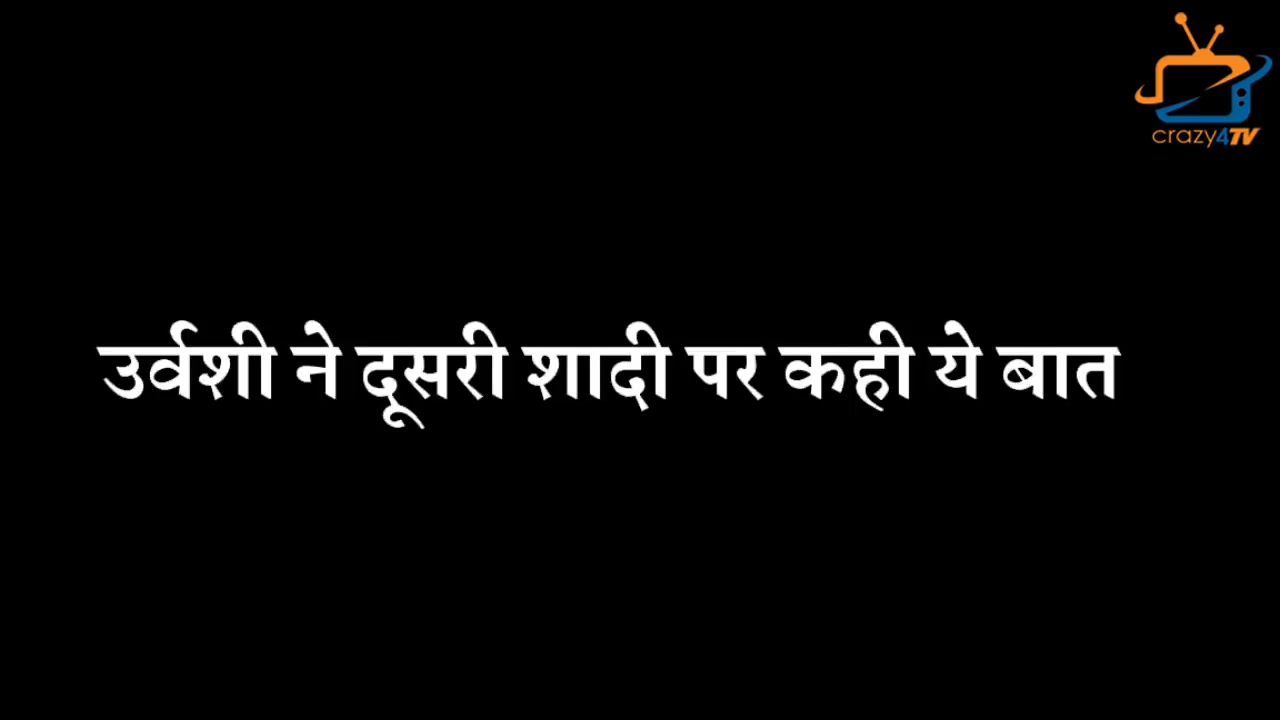 crazy4TV
उर्वशी ने दूसरी शादी पर कही ये बात